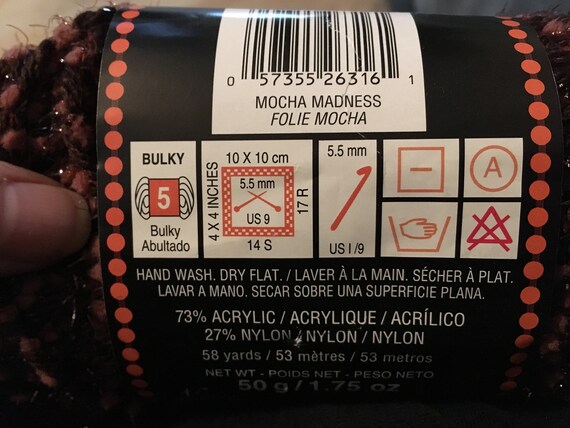 0 57355 26316 1
MOCHA MADNESS
FOLIE MOCHA
BULKY
5
Bulky
Abultado
10 X 10 cm
4 X 4 INCHES
5.5 mm
US 9
17 R
14 S
5.5 mm
US I / 9
A
HAND WASH. DRY FLAT. / LAVER À LA MAIN. SÉCHER À PLAT.
LAVAR A MANO. SECAR SOBRE UNA SUPERFICIE PLANA.
73% ACRYLIC / ACRYLIQUE / ACRÍLICO
27% NYLON / NYLON / NYLON
58 yards / 53 mètres / 53 metros
NET WT - POIDS NET - PESO NETO
50 g / 1.75 oz